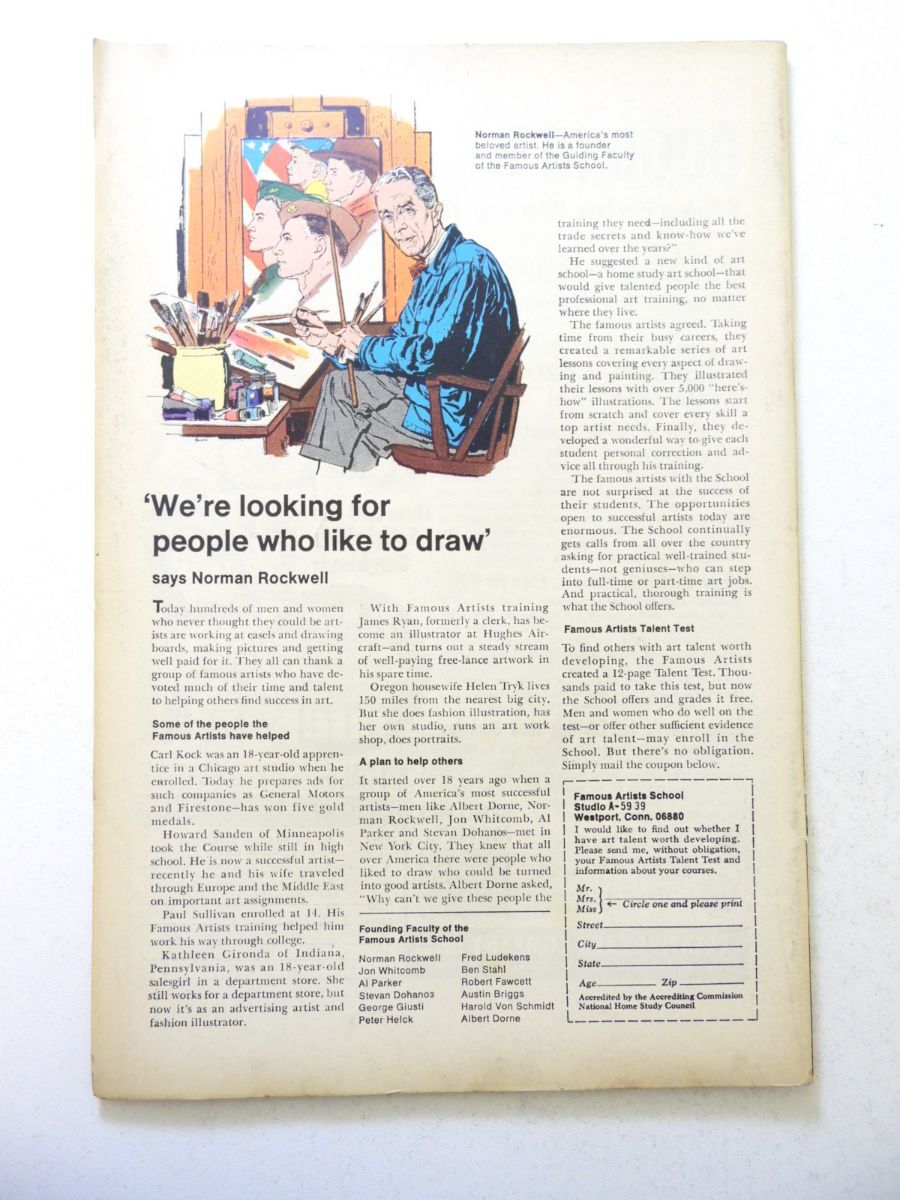 Norman Rockwell—America's most
beloved artist. He is a founder
and member of the Guiding Faculty
of the Famous Artists School.
'We're looking for
people who like to draw'
says Norman Rockwell
Today hundreds of men and women
who never thought they could be art-
ists are working at easels and drawing
boards, making pictures and getting
well paid for it. They all can thank a
group of famous artists who have de-
voted much of their time and talent
to helping others find success in art.
Some of the people the
Famous Artists have helped
Carl Kock was an 18-year-old appren-
tice in a Chicago art studio when he
enrolled. Today he prepares ads for
such companies as General Motors
and Firestone—has won five gold
medals.
Howard Sanden of Minneapolis
took the Course while still in high
school. He is now a successful artist—
recently he and his wife traveled
through Europe and the Middle East
on important art assignments.
Paul Sullivan enrolled at 14. His
Famous Artists training helped him
work his way through college.
Kathleen Gironda of Indiana,
Pennsylvania, was an 18-year-old
salesgirl in a department store. She
still works for a department store, but
now it's as an advertising artist and
fashion illustrator.
With Famous Artists training
James Ryan, formerly a clerk, has be-
come an illustrator at Hughes Air-
craft—and turns out a steady stream
of well-paying free-lance artwork in
his spare time.
Oregon housewife Helen Tryk lives
150 miles from the nearest big city.
But she does fashion illustration, has
her own studio, runs an art work
shop, does portraits.
A plan to help others
It started over 18 years ago when a
group of America's most successful
artists—men like Albert Dorne, Nor-
man Rockwell, Jon Whitcomb, Al
Parker and Stevan Dohanos—met in
New York City. They knew that all
over America there were people who
liked to draw who could be turned
into good artists. Albert Dorne asked,
"Why can't we give these people the
Founding Faculty of the
Famous Artists School
Norman Rockwell
Jon Whitcomb
Al Parker
Stevan Dohanos
George Giusti
Peter Helck
Fred Ludekens
Ben Stahl
Robert Fawcett
Austin Briggs
Harold Von Schmidt
Albert Dorne
training they need—including all the
trade secrets and know-how we've
learned over the years?"
He suggested a new kind of art
school—a home study art school—that
would give talented people the best
professional art training, no matter
where they live.
The famous artists agreed. Taking
time from their busy careers, they
created a remarkable series of art
lessons covering every aspect of draw-
ing and painting. They illustrated
their lessons with over 5,000 "here's-
how" illustrations. The lessons start
from scratch and cover every skill a
top artist needs. Finally, they de-
veloped a wonderful way to give each
student personal correction and ad-
vice all through his training.
The famous artists with the School
are not surprised at the success of
their students. The opportunities
open to successful artists today are
enormous. The School continually
gets calls from all over the country
asking for practical well-trained stu-
dents—not geniuses—who can step
into full-time or part-time art jobs.
And practical, thorough training is
what the School offers.
Famous Artists Talent Test
To find others with art talent worth
developing, the Famous Artists
created a 12-page Talent Test. Thou-
sands paid to take this test, but now
the School offers and grades it free.
Men and women who do well on the
test—or offer other sufficient evidence
of art talent—may enroll in the
School. But there's no obligation.
Simply mail the coupon below.
Famous Artists School
Studio A-5939
Westport, Conn. 06880
I would like to find out whether I
have art talent worth developing.
Please send me, without obligation,
your Famous Artists Talent Test and
information about your courses.
Mr.
Mrs.
Miss
← Circle one and please print
Street
City
State
Age Zip
Accredited by the Accrediting Commission
National Home Study Council